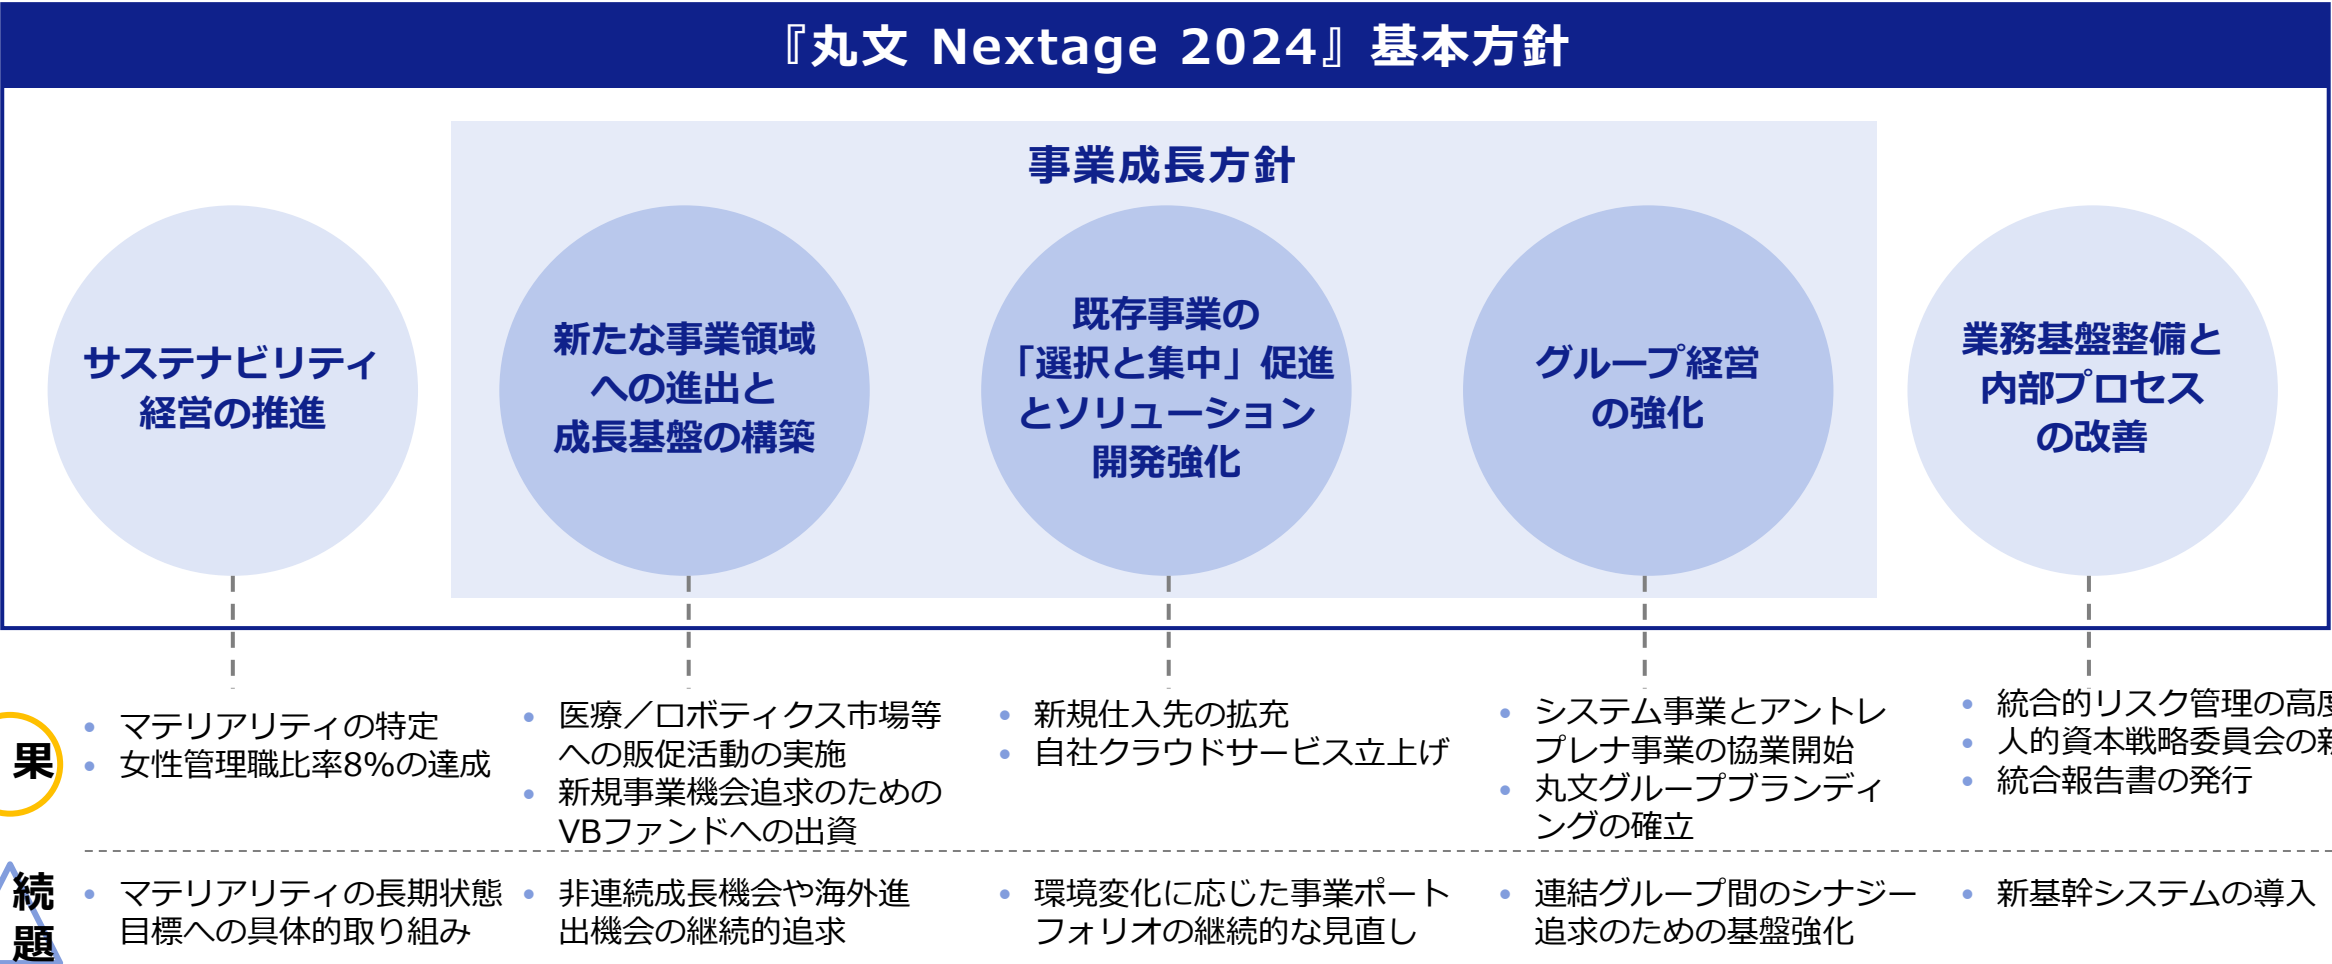 『丸文 Nextage 2024』基本方針
事業成長方針
サステナビリティ
経営の推進
新たな事業領域
への進出と
成長基盤の構築
既存事業の
「選択と集中」促進
とソリューション
開発強化
グループ経営
の強化
業務基盤整備と
内部プロセス
の改善
果
• マテリアリティの特定
• 女性管理職比率8%の達成
• 医療／ロボティクス市場等
への販促活動の実施
• 新規事業機会追求のための
VBファンドへの出資
• 新規仕入先の拡充
• 自社クラウドサービス立上げ
• システム事業とアントレ
プレナ事業の協業開始
• 丸文グループブランディ
ングの確立
• 統合的リスク管理の高度
• 人的資本戦略委員会の新
• 統合報告書の発行
続
題
• マテリアリティの長期状態
目標への具体的取り組み
• 非連続成長機会や海外進
出機会の継続的追求
• 環境変化に応じた事業ポート
フォリオの継続的な見直し
• 連結グループ間のシナジー
追求のための基盤強化
• 新基幹システムの導入